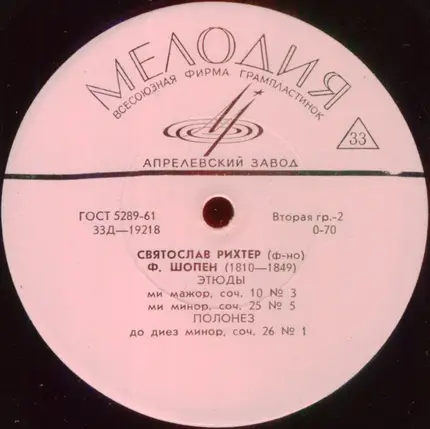 МЕЛОДИЯ
ВСЕСОЮЗНАЯ ФИРМА ГРАМПЛАСТИНОК
33
АПРЕЛЕВСКИЙ ЗАВОД
ГОСТ 5289-61 Вторая гр.-2
33Д—19218 0-70
СВЯТОСЛАВ РИХТЕР (ф-но)
Ф. ШОПЕН (1810—1849)
ЭТЮДЫ
ми мажор, соч. 10 № 3
ми минор, соч. 25 № 5
ПОЛОНЕЗ
до диез минор, соч. 26 № 1